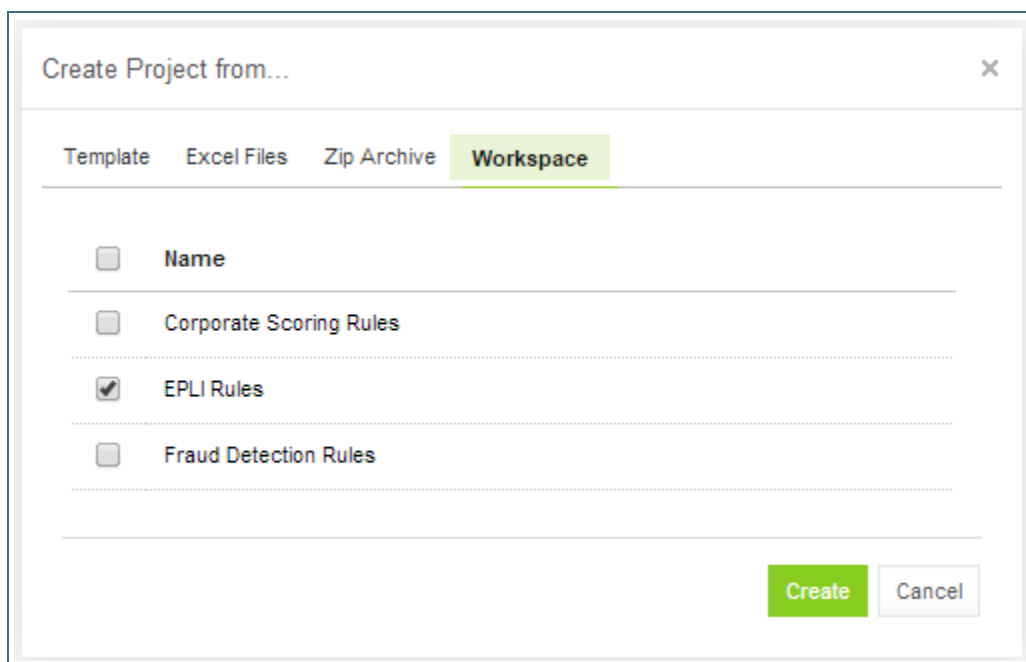 Create Project from...
Template Excel Files Zip Archive Workspace
Name
Corporate Scoring Rules
EPLI Rules
Fraud Detection Rules
Create Cancel